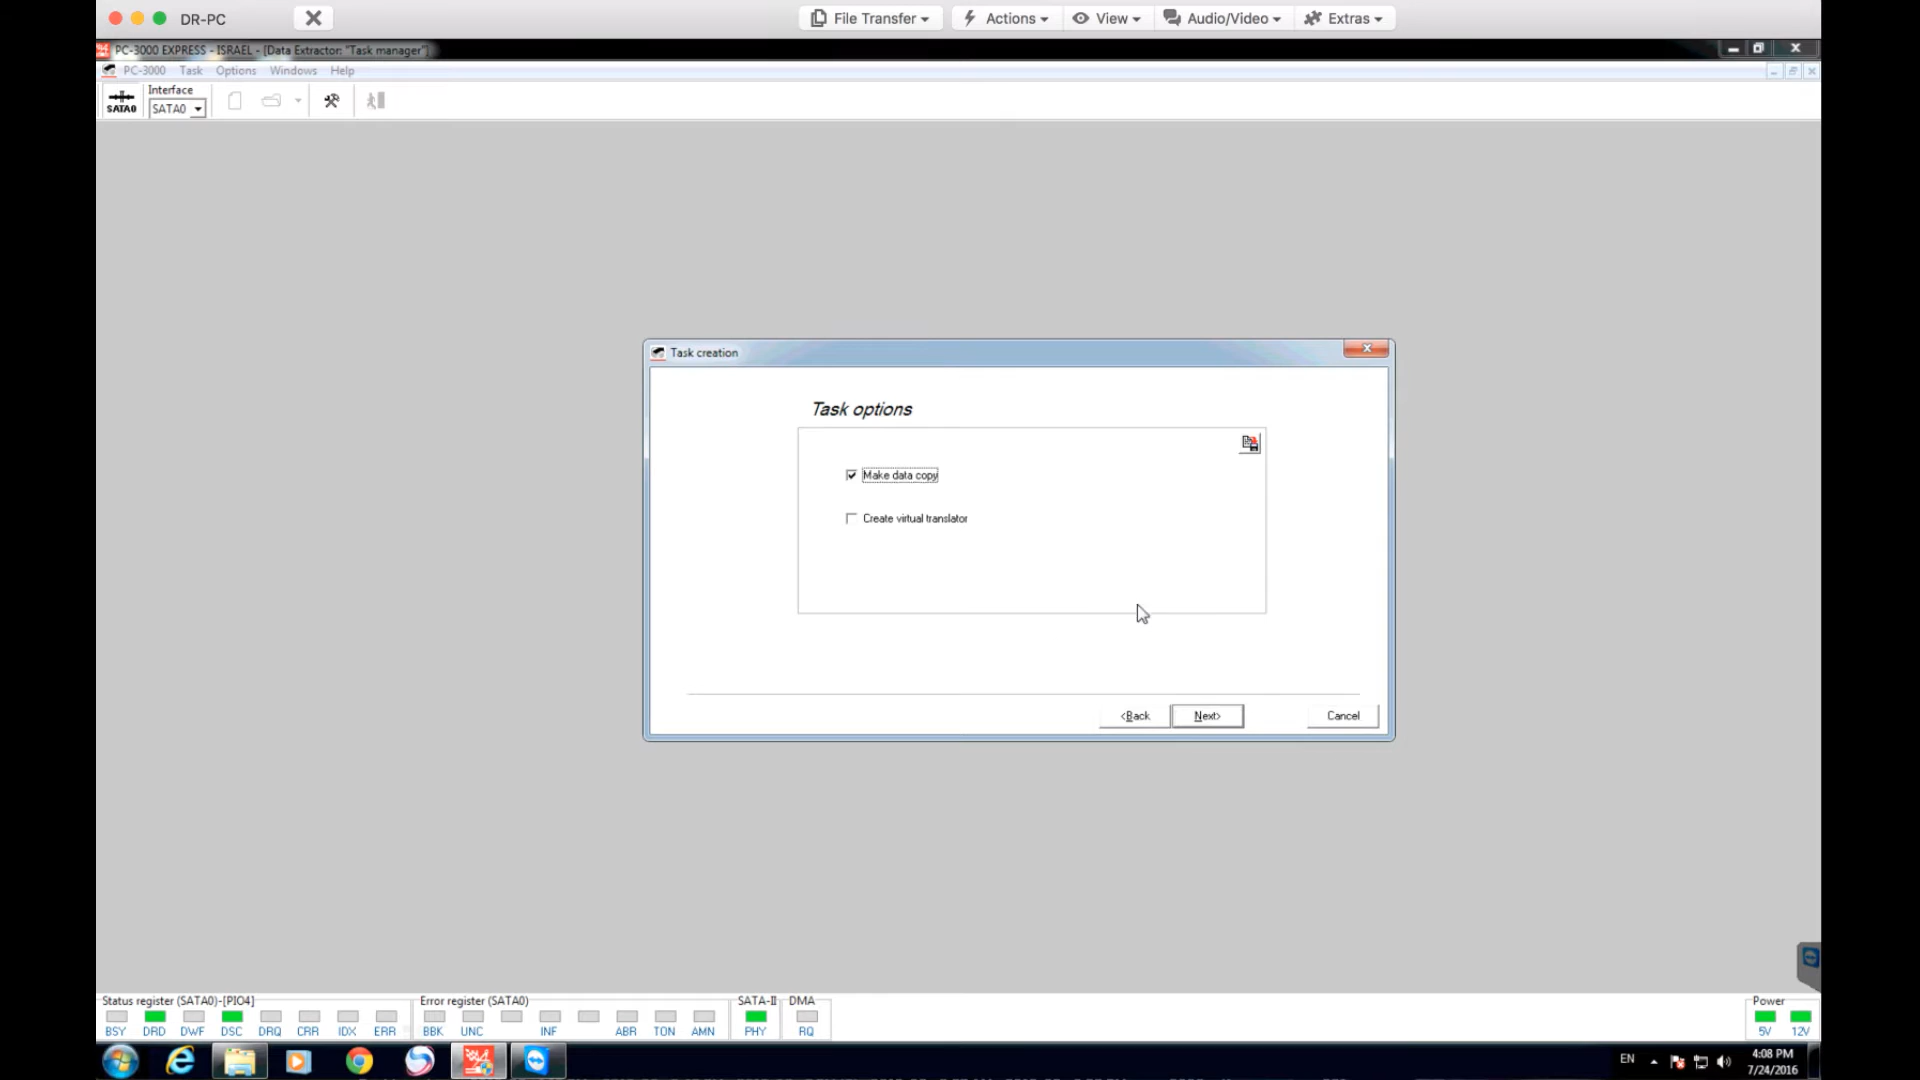 DR-PC
File Transfer
Actions
View
Audio/Video
Extras
PC-3000 EXPRESS - ISRAEL - [Data Extractor: "Task manager"]
PC-3000 Task Options Windows Help
SATA0
Interface
SATA0
Task creation
Task options
Make data copy
Create virtual translator
<Back
Next>
Cancel
Status register (SATA0)-[PIO4]
BSY DRD DWF DSC DRQ CRR IDX ERR
Error register (SATA0)
BBK UNC INF ABR TON AMN
SATA-II
PHY
DMA
RQ
Power
5V 12V
EN
4:08 PM
7/24/2016